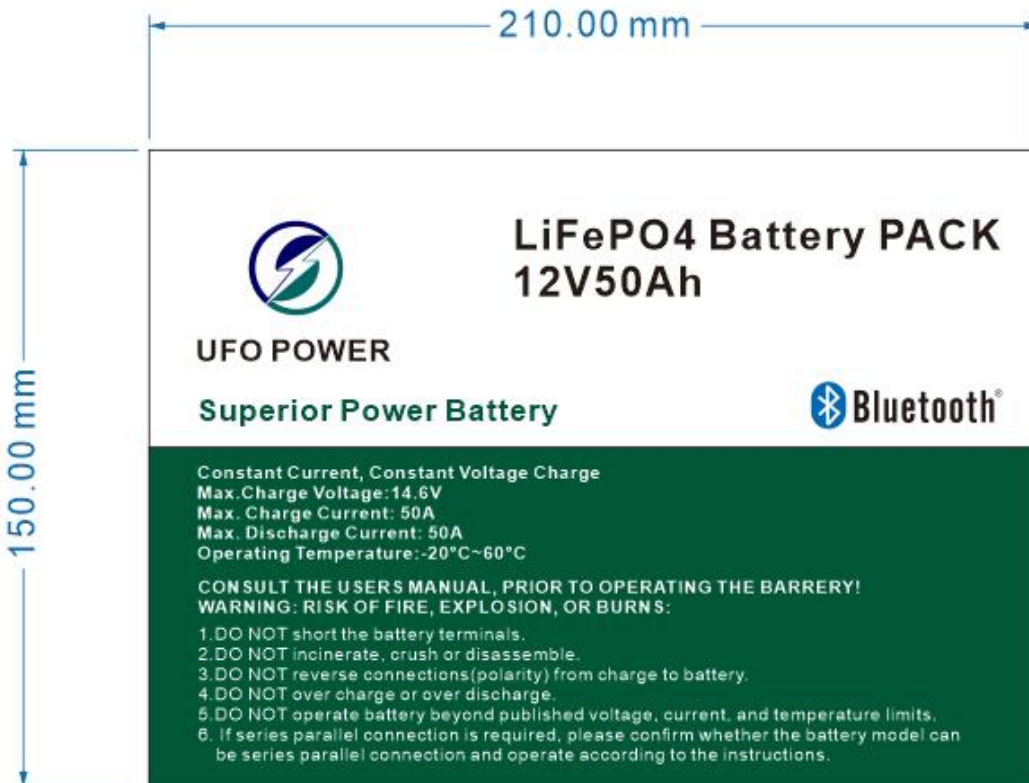 210.00 mm
150.00 mm
LiFePO4 Battery PACK
12V50Ah
UFO POWER
Superior Power Battery
Bluetooth®
Constant Current, Constant Voltage Charge
Max.Charge Voltage:14.6V
Max. Charge Current: 50A
Max. Discharge Current: 50A
Operating Temperature:-20°C~60°C
CONSULT THE USERS MANUAL, PRIOR TO OPERATING THE BARRERY!
WARNING: RISK OF FIRE, EXPLOSION, OR BURNS:
1.DO NOT short the battery terminals.
2.DO NOT incinerate, crush or disassemble.
3.DO NOT reverse connections(polarity) from charge to battery.
4.DO NOT over charge or over discharge.
5.DO NOT operate battery beyond published voltage, current, and temperature limits.
6. If series parallel connection is required, please confirm whether the battery model can
be series parallel connection and operate according to the instructions.